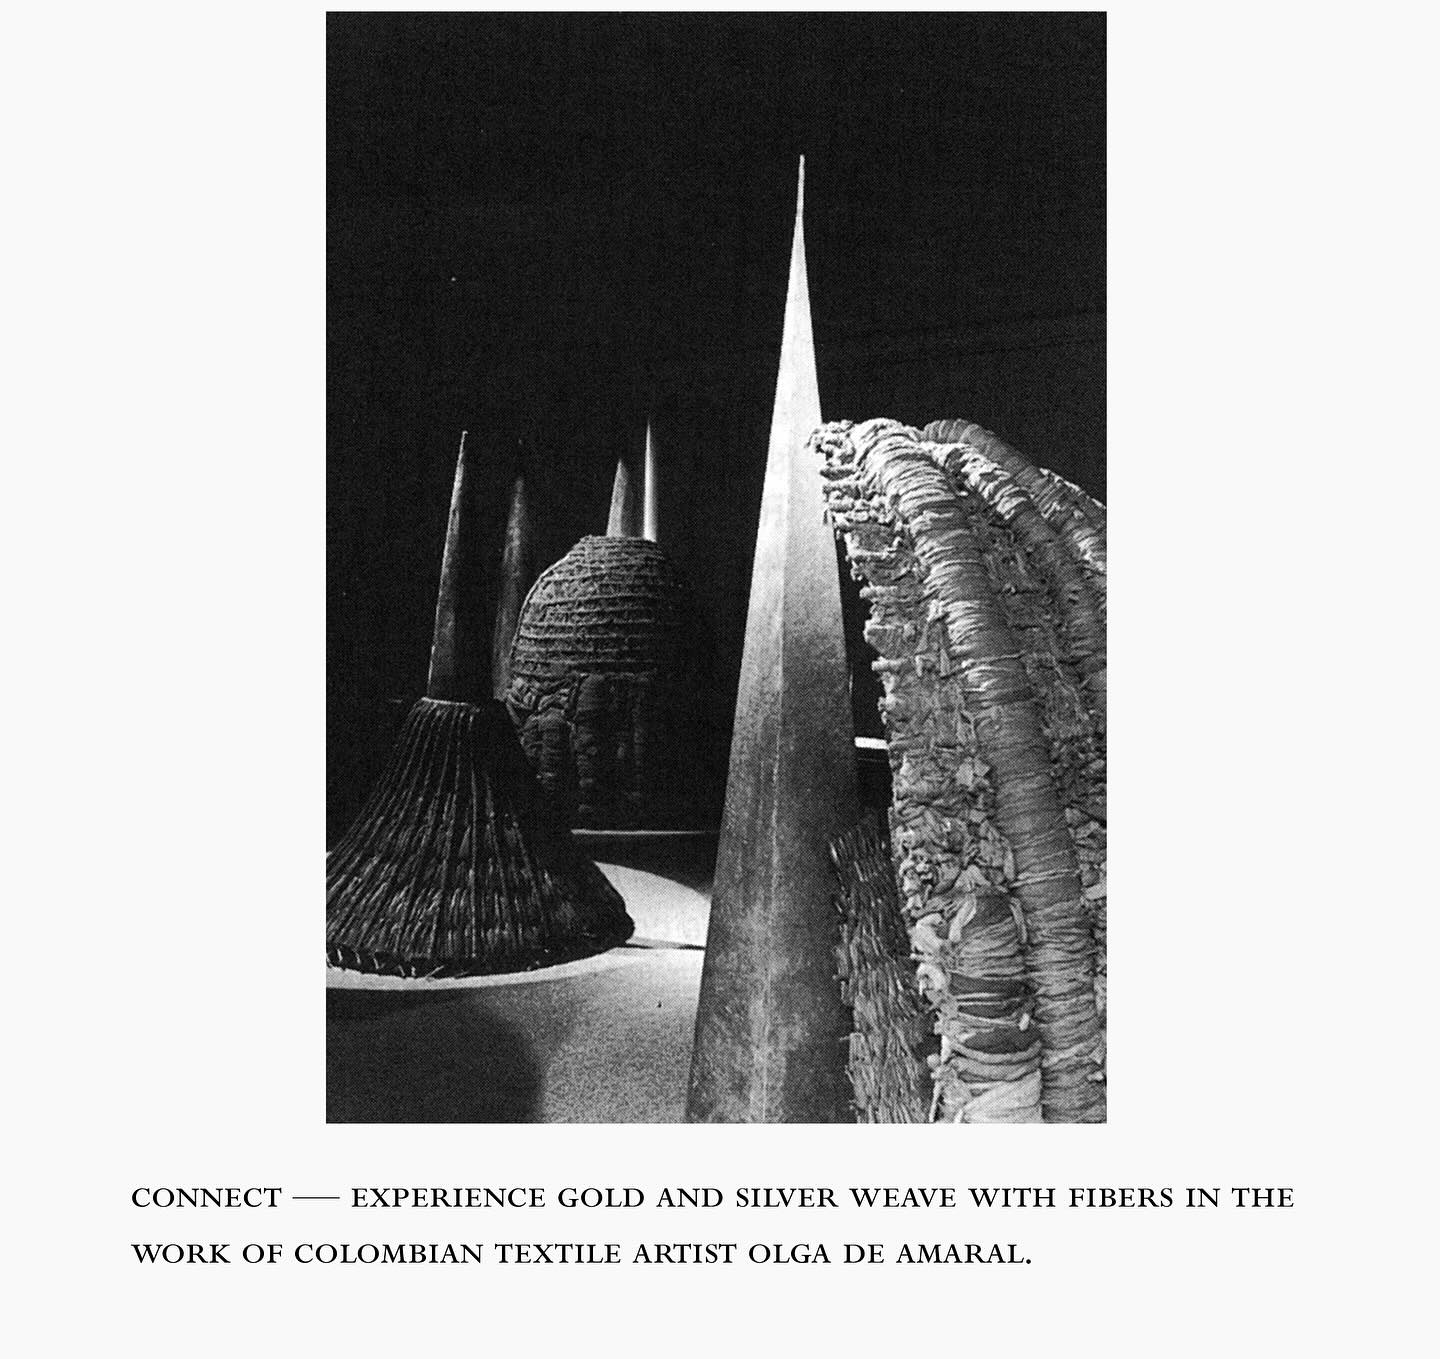 CONNECT — EXPERIENCE GOLD AND SILVER WEAVE WITH FIBERS IN THE
WORK OF COLOMBIAN TEXTILE ARTIST OLGA DE AMARAL.